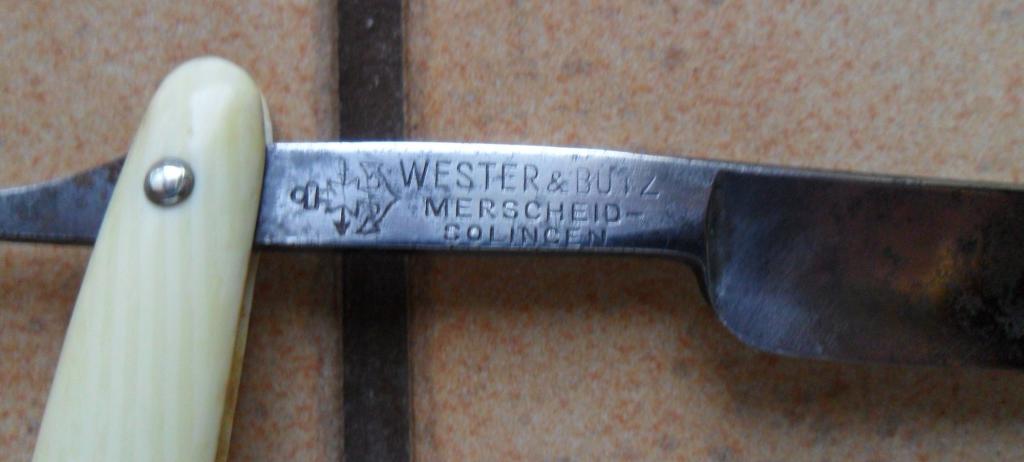 WESTER & BUTZ
MERSCHEID-
SOLINGEN